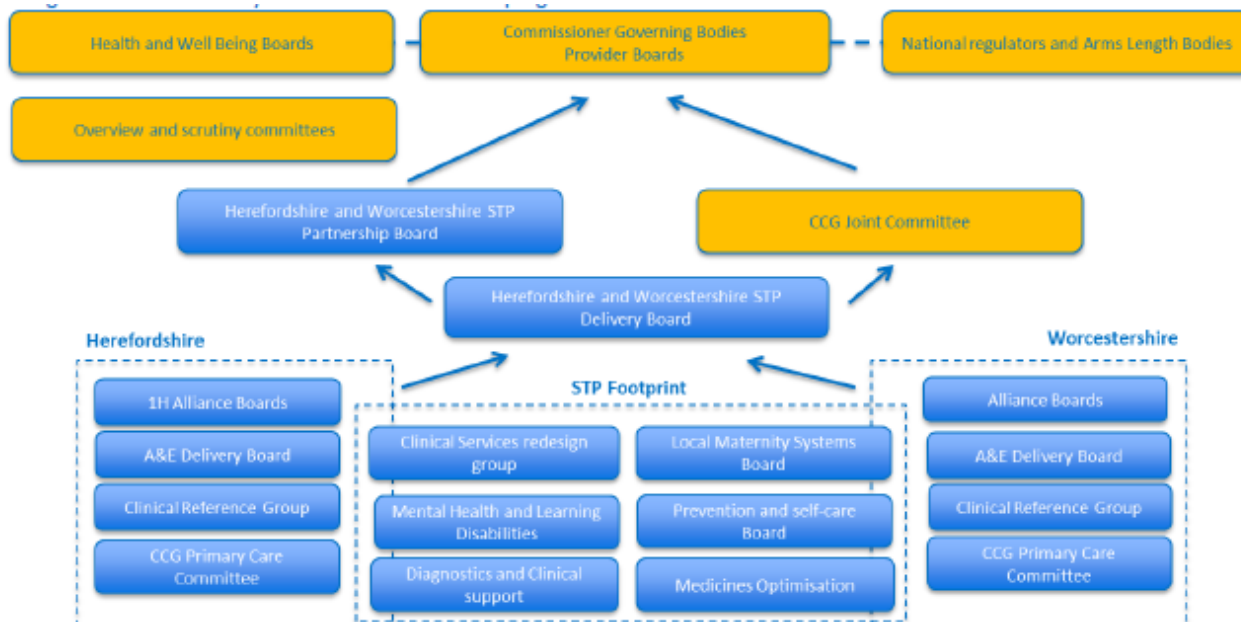 Health and Well Being Boards
Commissioner Governing Bodies
Provider Boards
National regulators and Arms Length Bodies
Overview and scrutiny committees
Herefordshire and Worcestershire STP
Partnership Board
CCG Joint Committee
Herefordshire and Worcestershire STP
Delivery Board
Herefordshire
1H Alliance Boards
A&E Delivery Board
Clinical Reference Group
CCG Primary Care
Committee
STP Footprint
Clinical Services redesign
group
Local Maternity Systems
Board
Mental Health and Learning
Disabilities
Prevention and self-care
Board
Diagnostics and Clinical
support
Medicines Optimisation
Worcestershire
Alliance Boards
A&E Delivery Board
Clinical Reference Group
CCG Primary Care
Committee